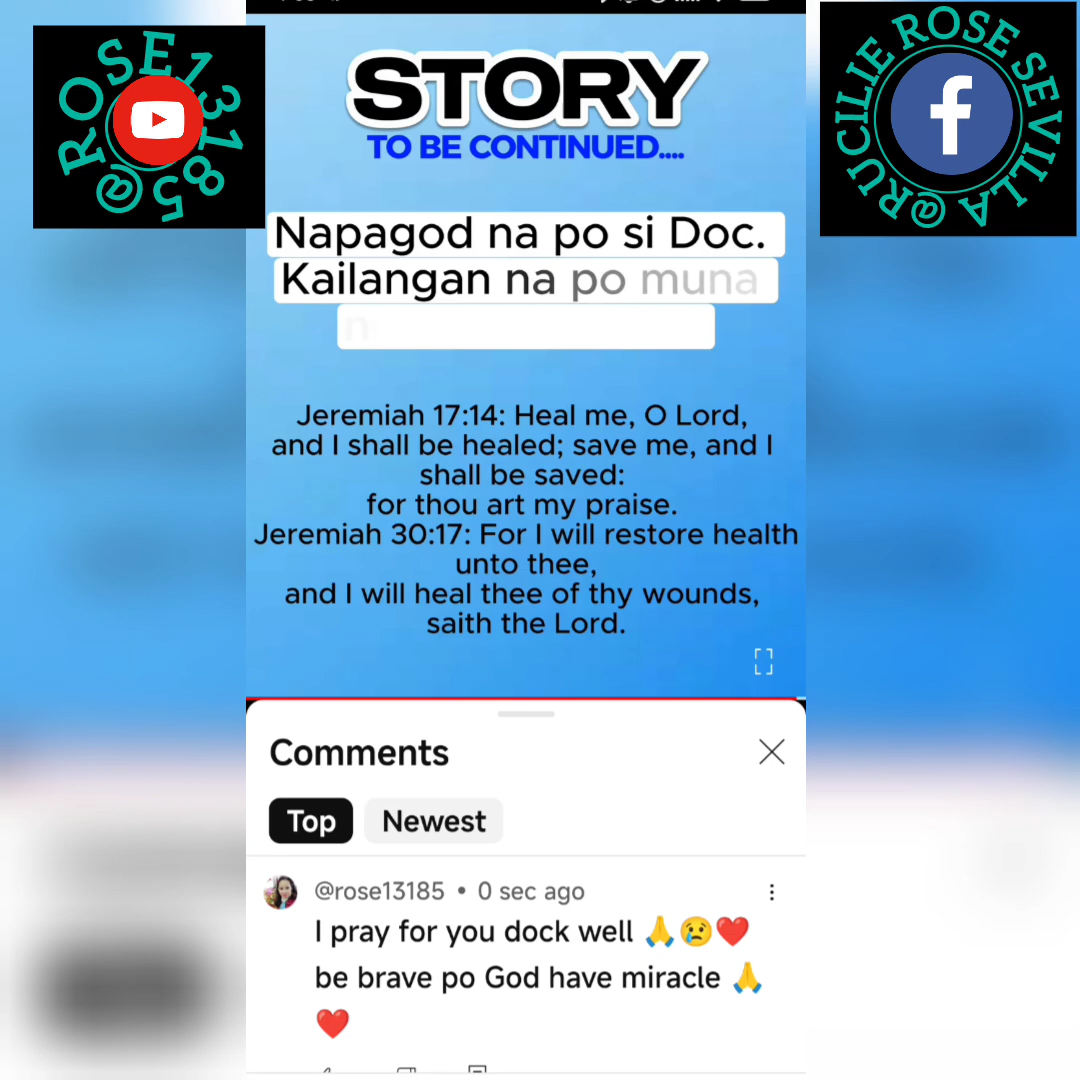 ROSE13185@
RUCILIE ROSE SEVILLA@
STORY
TO BE CONTINUED....
Napagod na po si Doc.
Kailangan na po muna
n
Jeremiah 17:14: Heal me, O Lord,
and I shall be healed; save me, and I
shall be saved:
for thou art my praise.
Jeremiah 30:17: For I will restore health
unto thee,
and I will heal thee of thy wounds,
saith the Lord.
Comments
Top
Newest
@rose13185 • 0 sec ago
I pray for you dock well 🙏😢❤️
be brave po God have miracle 🙏
❤️